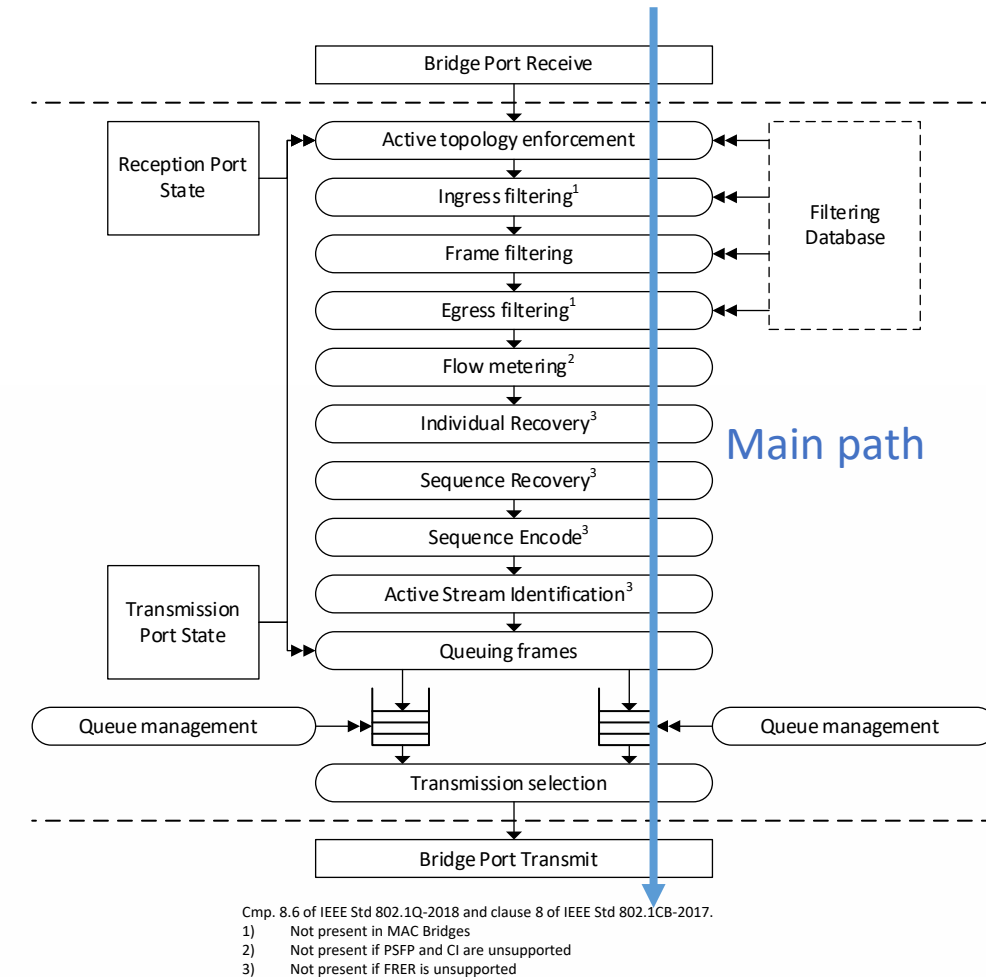 Bridge Port Receive
Active topology enforcement
Reception Port
State
Ingress filtering1
Filtering
Database
Frame filtering
Egress filtering1
Flow metering2
Individual Recovery3
Main path
Sequence Recovery3
Sequence Encode3
Active Stream Identification3
Transmission
Port State
Queuing frames
Queue management
Queue management
Transmission selection
Bridge Port Transmit
Cmp. 8.6 of IEEE Std 802.1Q-2018 and clause 8 of IEEE Std 802.1CB-2017.
1) Not present in MAC Bridges
2) Not present if PSFP and CI are unsupported
3) Not present if FRER is unsupported